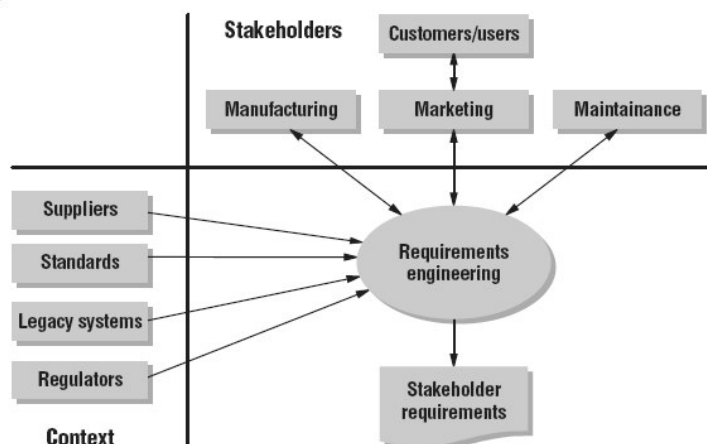 Stakeholders
Customers/users
Manufacturing
Marketing
Maintainance
Suppliers
Standards
Legacy systems
Regulators
Requirements
engineering
Stakeholder
requirements
Context